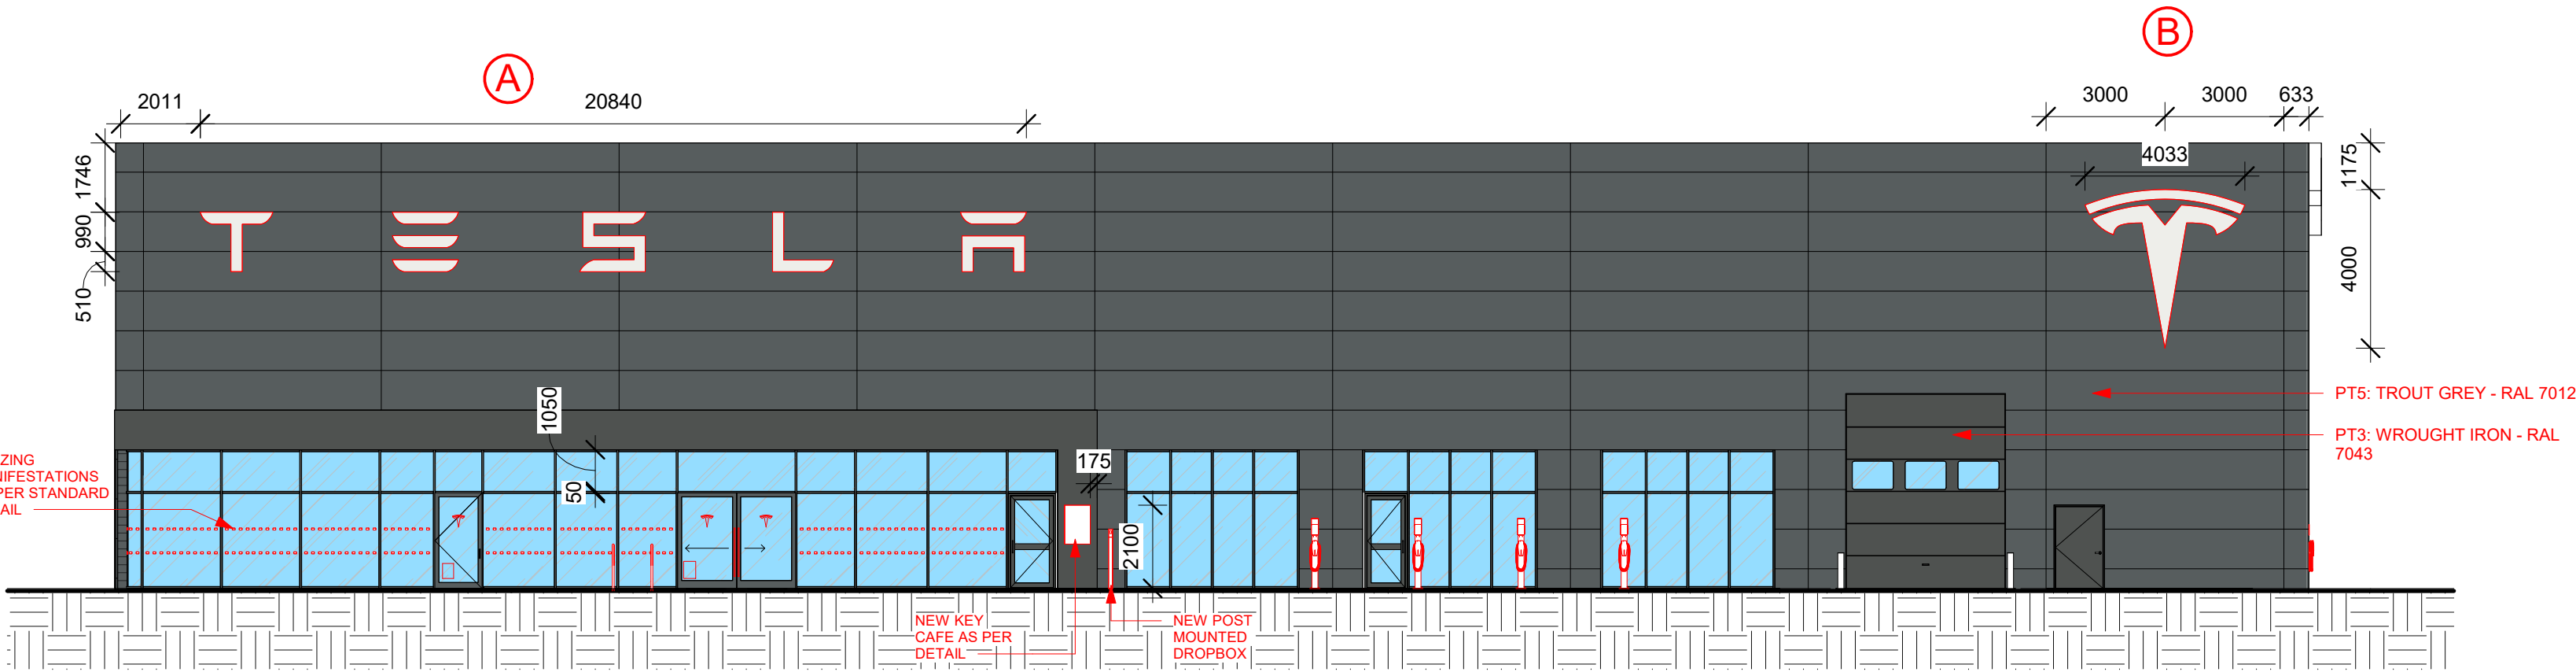 A
B
2011
20840
3000
3000
633
1746
990
510
4033
1175
4000
TESLA
PT5: TROUT GREY - RAL 7012
PT3: WROUGHT IRON - RAL
7043
1050
50
175
2100
ZING
NIFESTATIONS
PER STANDARD
AIL
NEW KEY
CAFE AS PER
DETAIL
NEW POST
MOUNTED
DROPBOX